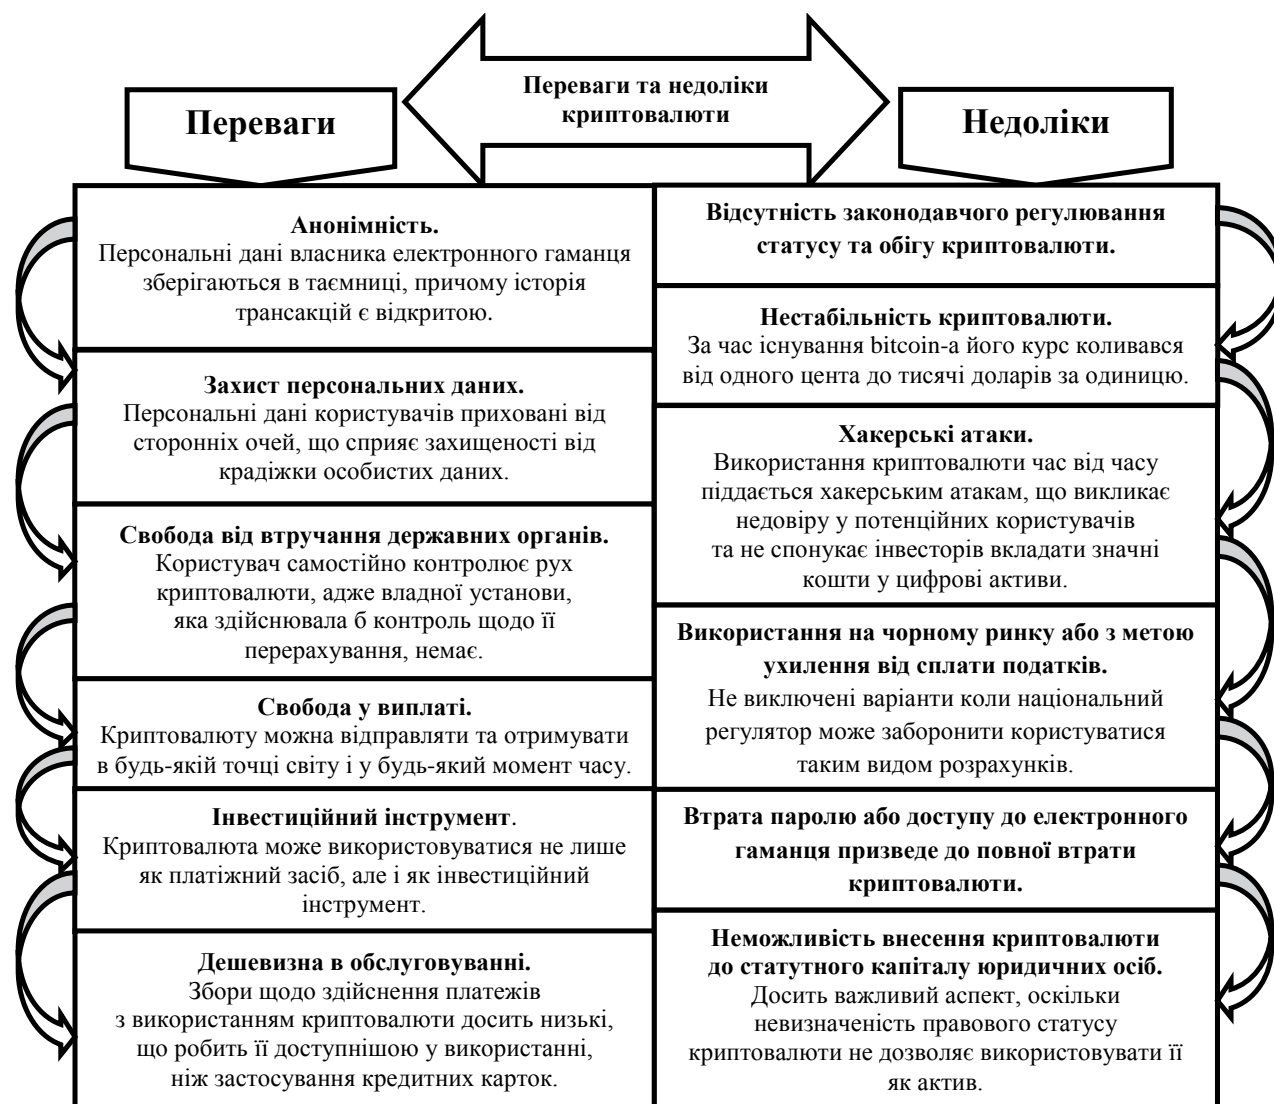 Переваги та недоліки
криптовалюти
Переваги
Недоліки
Анонімність.
Персональні дані власника електронного гаманця
зберігаються в таємниці, причому історія
трансакцій є відкритою.
Захист персональних даних.
Персональні дані користувачів приховані від
сторонніх очей, що сприяє захищеності від
крадіжки особистих даних.
Свобода від втручання державних органів.
Користувач самостійно контролює рух
криптовалюти, адже владної установи,
яка здійснювала б контроль щодо її
перерахування, немає.
Свобода у виплаті.
Криптовалюту можна відправляти та отримувати
в будь-якій точці світу і у будь-який момент часу.
Інвестиційний інструмент.
Криптовалюта може використовуватися не лише
як платіжний засіб, але і як інвестиційний
інструмент.
Дешевизна в обслуговуванні.
Збори щодо здійснення платежів
з використанням криптовалюти досить низькі,
що робить її доступнішою у використанні,
ніж застосування кредитних карток.
Відсутність законодавчого регулювання
статусу та обігу криптовалюти.
Нестабільність криптовалюти.
За час існування bitcoin-а його курс коливався
від одного цента до тисячі доларів за одиницю.
Хакерські атаки.
Використання криптовалюти час від часу
піддається хакерським атакам, що викликає
недовіру у потенційних користувачів
та не спонукає інвесторів вкладати значні
кошти у цифрові активи.
Використання на чорному ринку або з метою
ухилення від сплати податків.
Не виключені варіанти коли національний
регулятор може заборонити користуватися
таким видом розрахунків.
Втрата паролю або доступу до електронного
гаманця призведе до повної втрати
криптовалюти.
Неможливість внесення криптовалюти
до статутного капіталу юридичних осіб.
Досить важливий аспект, оскільки
невизначеність правового статусу
криптовалюти не дозволяє використовувати її
як актив.